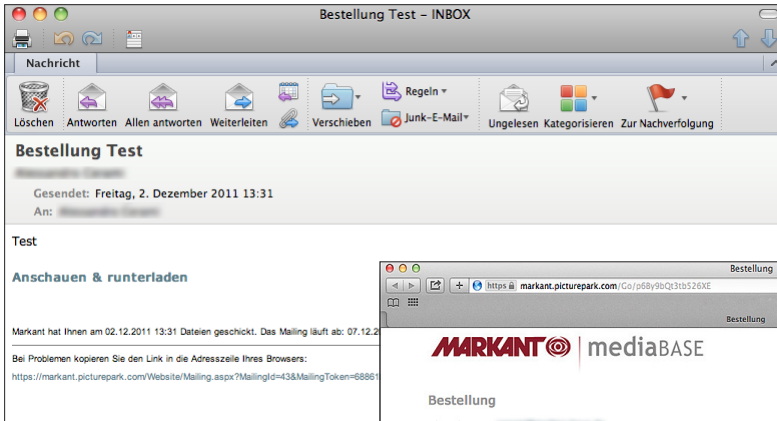 Bestellung Test – INBOX
Nachricht
Löschen Antworten Allen antworten Weiterleiten Verschieben Regeln Junk-E-Mail Ungelesen Kategorisieren Zur Nachverfolgung
Bestellung Test
Gesendet: Freitag, 2. Dezember 2011 13:31
An:
Test
Anschauen & runterladen
Markant hat Ihnen am 02.12.2011 13:31 Dateien geschickt. Das Mailing läuft ab: 07.12.2
Bei Problemen kopieren Sie den Link in die Adresszeile Ihres Browsers:
https://markant.picturepark.com/Website/Mailing.aspx?MailingId=43&MailingToken=68861
Bestellung
https markant.picturepark.com/Go/p68y9bQt3tb526XE
Bestellung
MARKANT mediaBASE
Bestellung